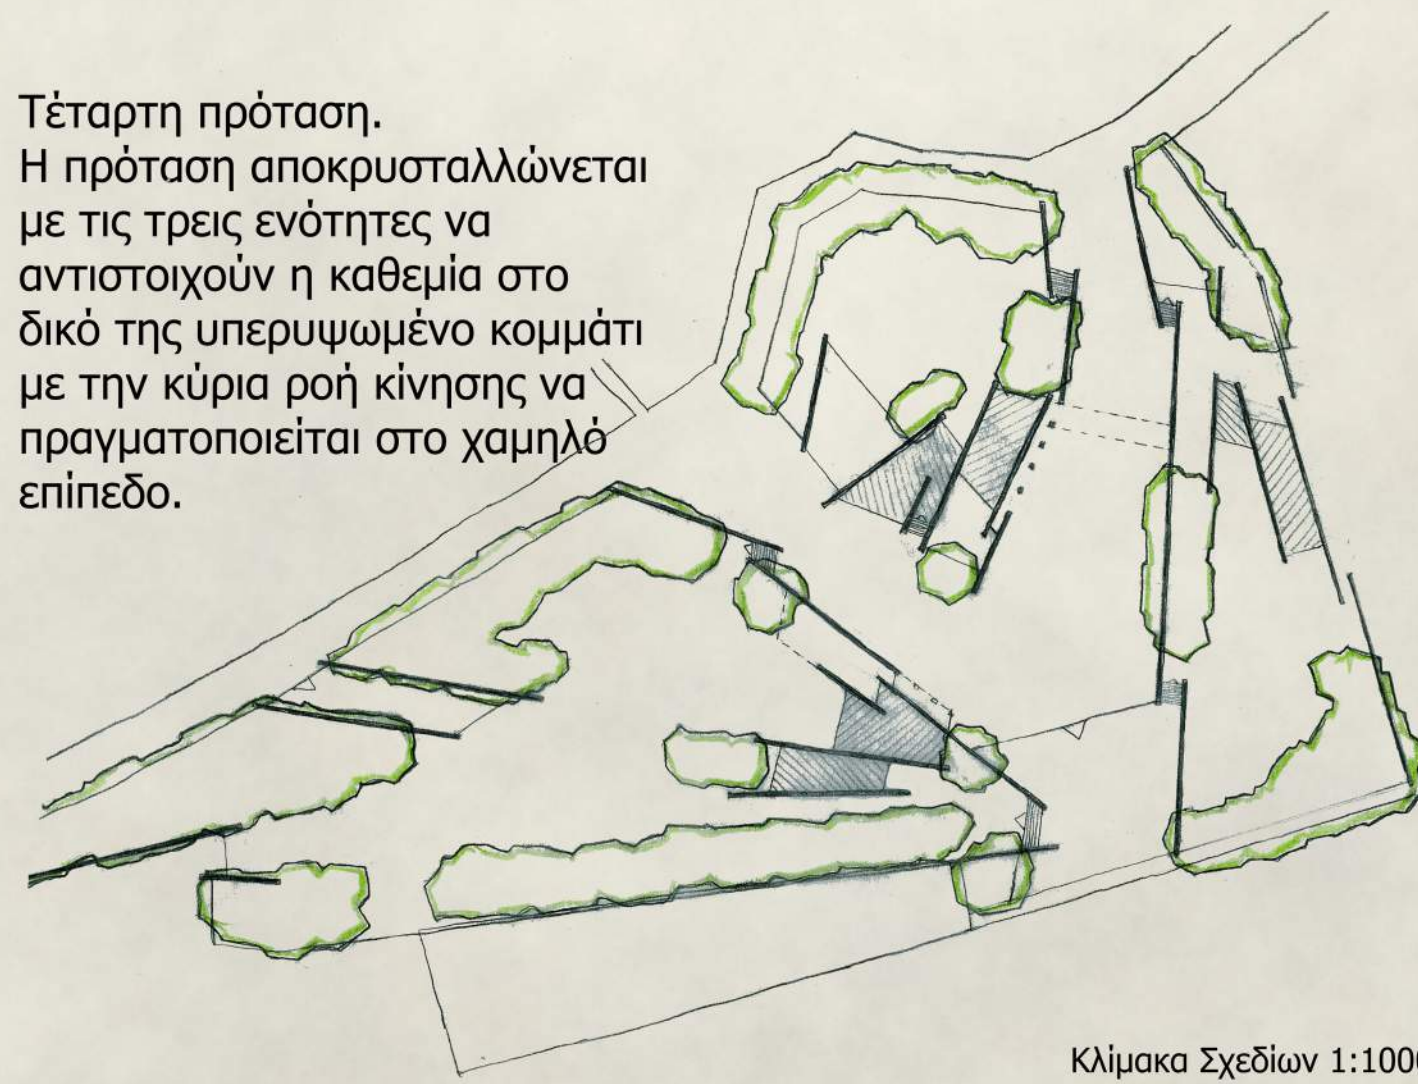 Τέταρτη πρόταση.
Η πρόταση αποκρυσταλλώνεται
με τις τρεις ενότητες να
αντιστοιχούν η καθεμία στο
δικό της υπερυψωμένο κομμάτι
με την κύρια ροή κίνησης να
πραγματοποιείται στο χαμηλό
επίπεδο.
Κλίμακα Σχεδίων 1:1000